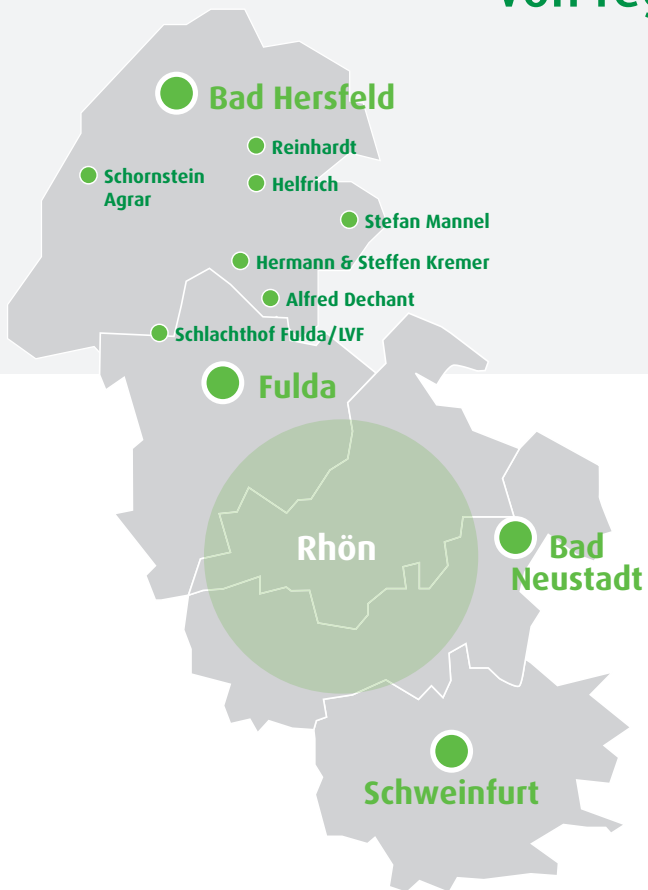 Bad Hersfeld
Reinhardt
Schornstein
Agrar
Helfrich
Stefan Mannel
Hermann & Steffen Kremer
Alfred Dechant
Schlachthof Fulda/LVF
Fulda
Rhön
Bad
Neustadt
Schweinfurt